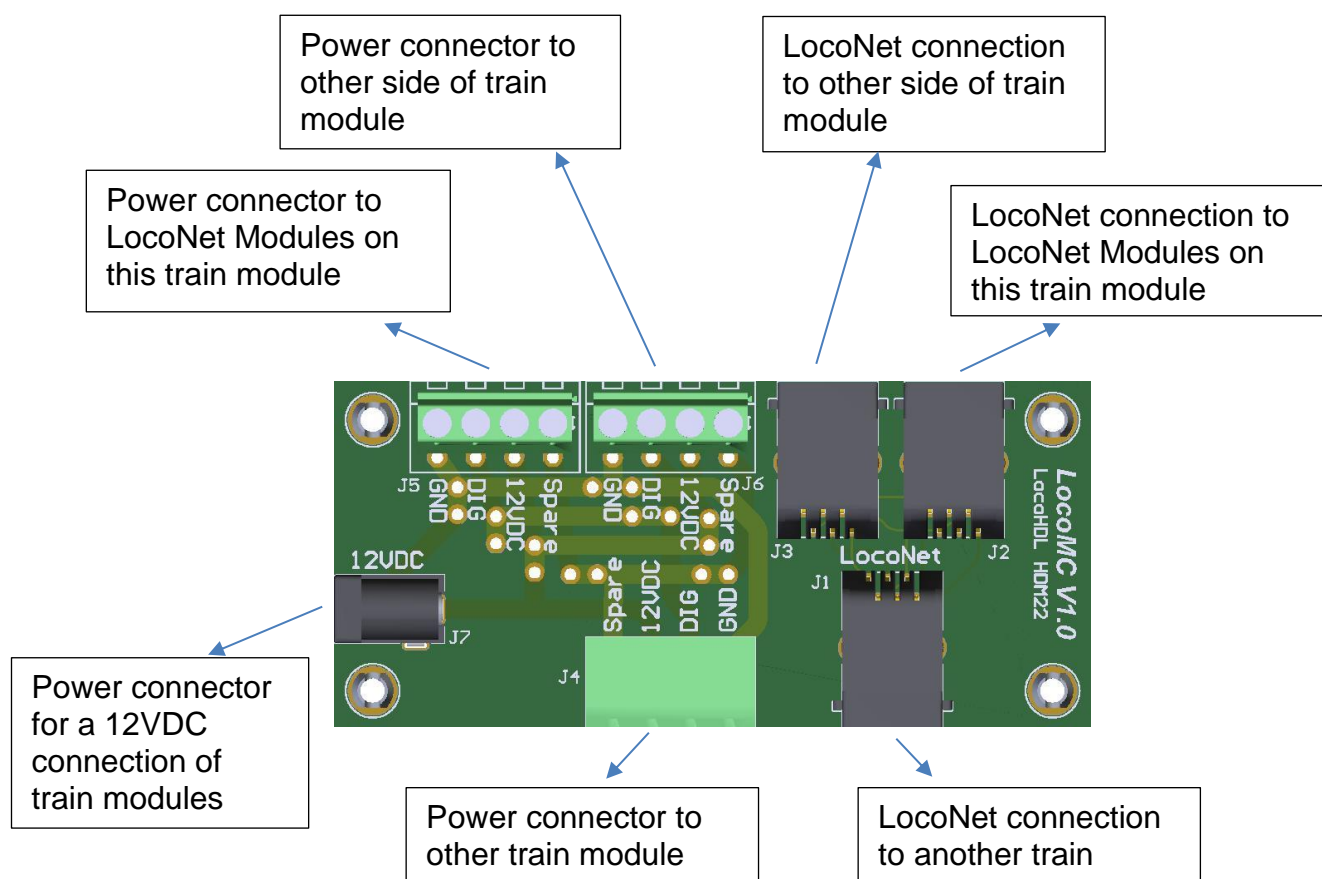 Power connector to
other side of train
module
LocoNet connection
to other side of train
module
Power connector to
LocoNet Modules on
this train module
LocoNet connection to
LocoNet Modules on
this train module
J5
GND
DIG
12VDC
Spare
GND
DIG
12VDC
Spare
J6
J3
J2
LocoNet
J1
LocoMC V1.0
LocoHDL HDM22
12VDC
J7
Spare
12VDC
DIG
GND
J4
Power connector
for a 12VDC
connection of
train modules
Power connector to
other train module
LocoNet connection
to another train